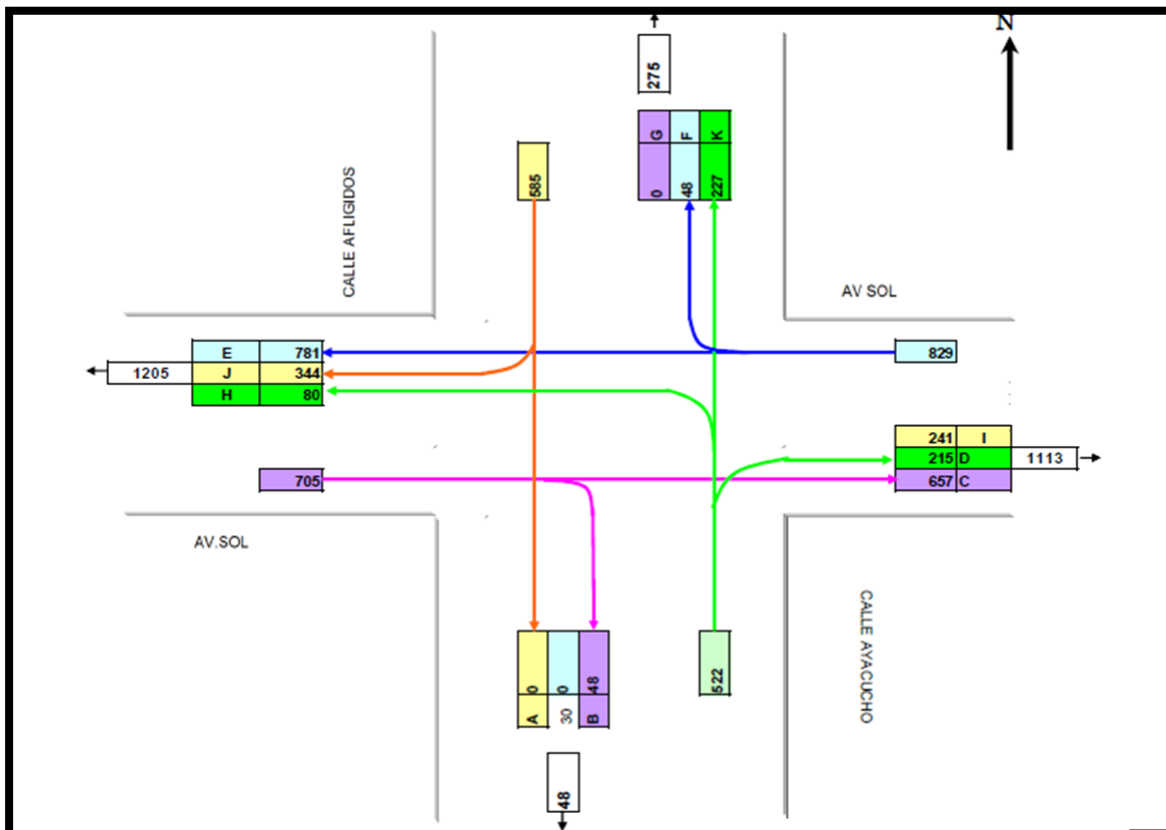 N
275
G F K
0 48 227
585
CALLE AFLIGIDOS
AV SOL
E 781
1205 J 344
H 80
829
241 I
215 D 1113
657 C
705
AV.SOL
CALLE AYACUCHO
0 0 48
A 30 B
522
48